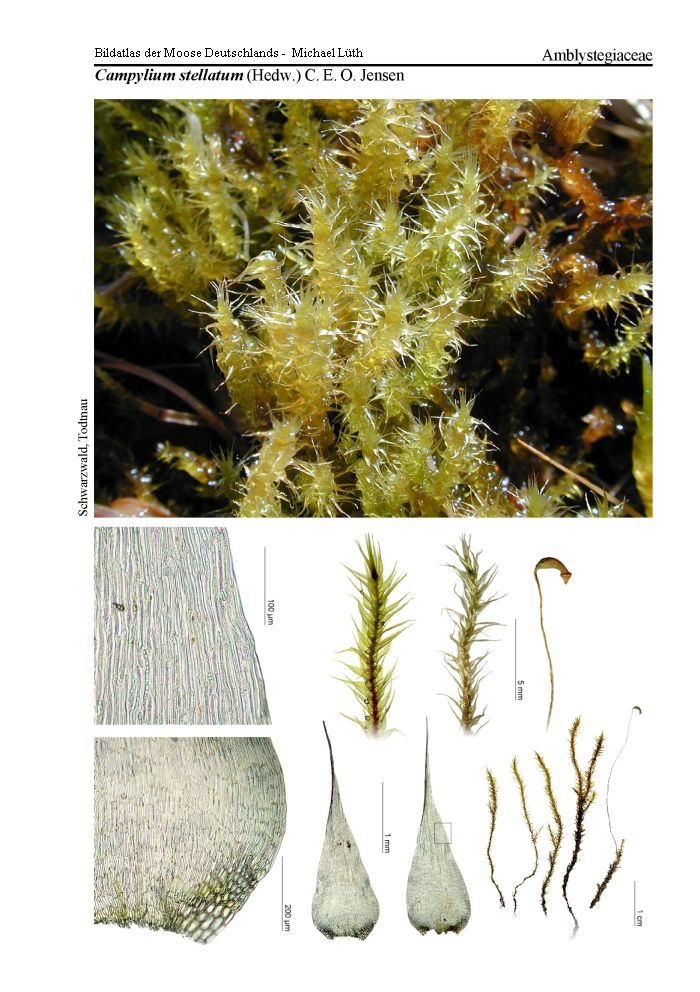 Bildatlas der Moose Deutschlands - Michael Lüth
Amblystegiaceae
Campylium stellatum (Hedw.) C. E. O. Jensen
Schwarzwald, Todtnau
100 µm
5 mm
1 mm
200 µm
1 cm